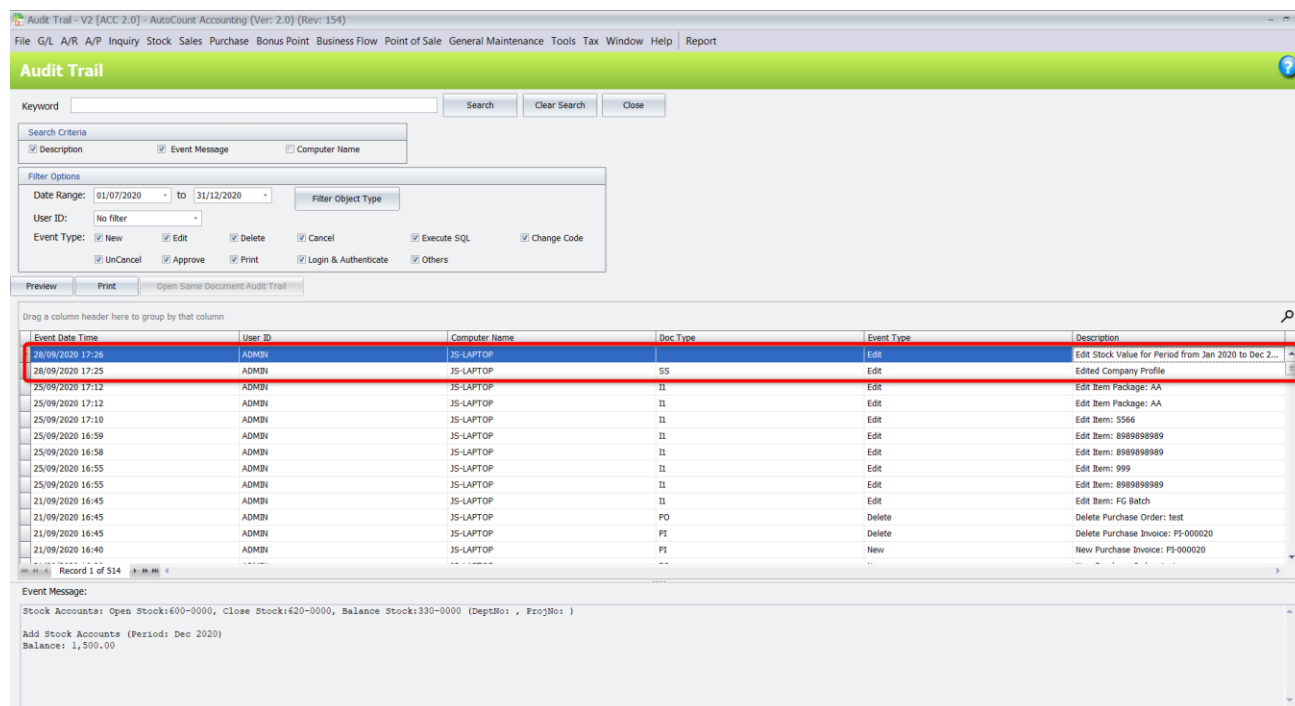 Audit Trail - V2 [ACC 2.0] - AutoCount Accounting (Ver: 2.0) (Rev: 154)
File G/L A/R A/P Inquiry Stock Sales Purchase Bonus Point Business Flow Point of Sale General Maintenance Tools Tax Window Help Report
Audit Trail
Keyword Search Clear Search Close
Search Criteria
Description Event Message Computer Name
Filter Options
Date Range: 01/07/2020 to 31/12/2020 Filter Object Type
User ID: No filter
Event Type: New Edit Delete Cancel Execute SQL Change Code
UnCancel Approve Print Login & Authenticate Others
Preview Print Open Same Document Audit Trail
Drag a column header here to group by that column
Event Date Time User ID Computer Name Doc Type Event Type Description
28/09/2020 17:26 ADMIN JS-LAPTOP Edit Edit Stock Value for Period from Jan 2020 to Dec 2...
28/09/2020 17:25 ADMIN JS-LAPTOP SS Edit Edited Company Profile
25/09/2020 17:12 ADMIN JS-LAPTOP I1 Edit Edit Item Package: AA
25/09/2020 17:12 ADMIN JS-LAPTOP I1 Edit Edit Item Package: AA
25/09/2020 17:10 ADMIN JS-LAPTOP I1 Edit Edit Item: 5566
25/09/2020 16:59 ADMIN JS-LAPTOP I1 Edit Edit Item: 8989898989
25/09/2020 16:58 ADMIN JS-LAPTOP I1 Edit Edit Item: 8989898989
25/09/2020 16:55 ADMIN JS-LAPTOP I1 Edit Edit Item: 999
25/09/2020 16:55 ADMIN JS-LAPTOP I1 Edit Edit Item: 8989898989
21/09/2020 16:45 ADMIN JS-LAPTOP I1 Edit Edit Item: FG Batch
21/09/2020 16:45 ADMIN JS-LAPTOP PO Delete Delete Purchase Order: test
21/09/2020 16:45 ADMIN JS-LAPTOP PI Delete Delete Purchase Invoice: PI-000020
21/09/2020 16:40 ADMIN JS-LAPTOP PI New New Purchase Invoice: PI-000020
Record 1 of 514
Event Message:
Stock Accounts: Open Stock:600-0000, Close Stock:620-0000, Balance Stock:330-0000 (DeptNo: , ProjNo: )
Add Stock Accounts (Period: Dec 2020)
Balance: 1,500.00